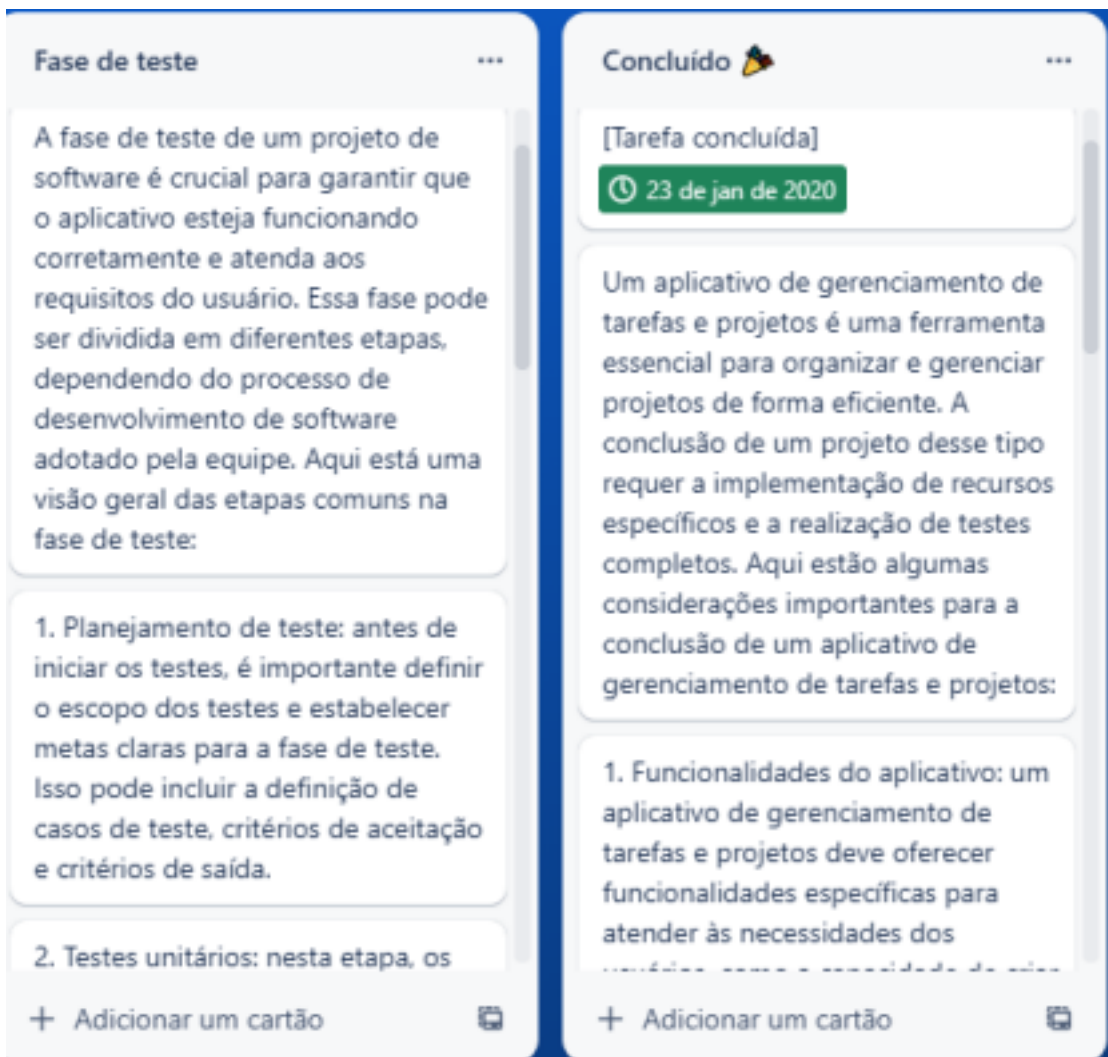 Fase de teste
A fase de teste de um projeto de
software é crucial para garantir que
o aplicativo esteja funcionando
corretamente e atenda aos
requisitos do usuário. Essa fase pode
ser dividida em diferentes etapas,
dependendo do processo de
desenvolvimento de software
adotado pela equipe. Aqui está uma
visão geral das etapas comuns na
fase de teste:
1. Planejamento de teste: antes de
iniciar os testes, é importante definir
o escopo dos testes e estabelecer
metas claras para a fase de teste.
Isso pode incluir a definição de
casos de teste, critérios de aceitação
e critérios de saída.
2. Testes unitários: nesta etapa, os
+ Adicionar um cartão
Concluído
[Tarefa concluída]
23 de jan de 2020
Um aplicativo de gerenciamento de
tarefas e projetos é uma ferramenta
essencial para organizar e gerenciar
projetos de forma eficiente. A
conclusão de um projeto desse tipo
requer a implementação de recursos
específicos e a realização de testes
completos. Aqui estão algumas
considerações importantes para a
conclusão de um aplicativo de
gerenciamento de tarefas e projetos:
1. Funcionalidades do aplicativo: um
aplicativo de gerenciamento de
tarefas e projetos deve oferecer
funcionalidades específicas para
atender às necessidades dos
+ Adicionar um cartão